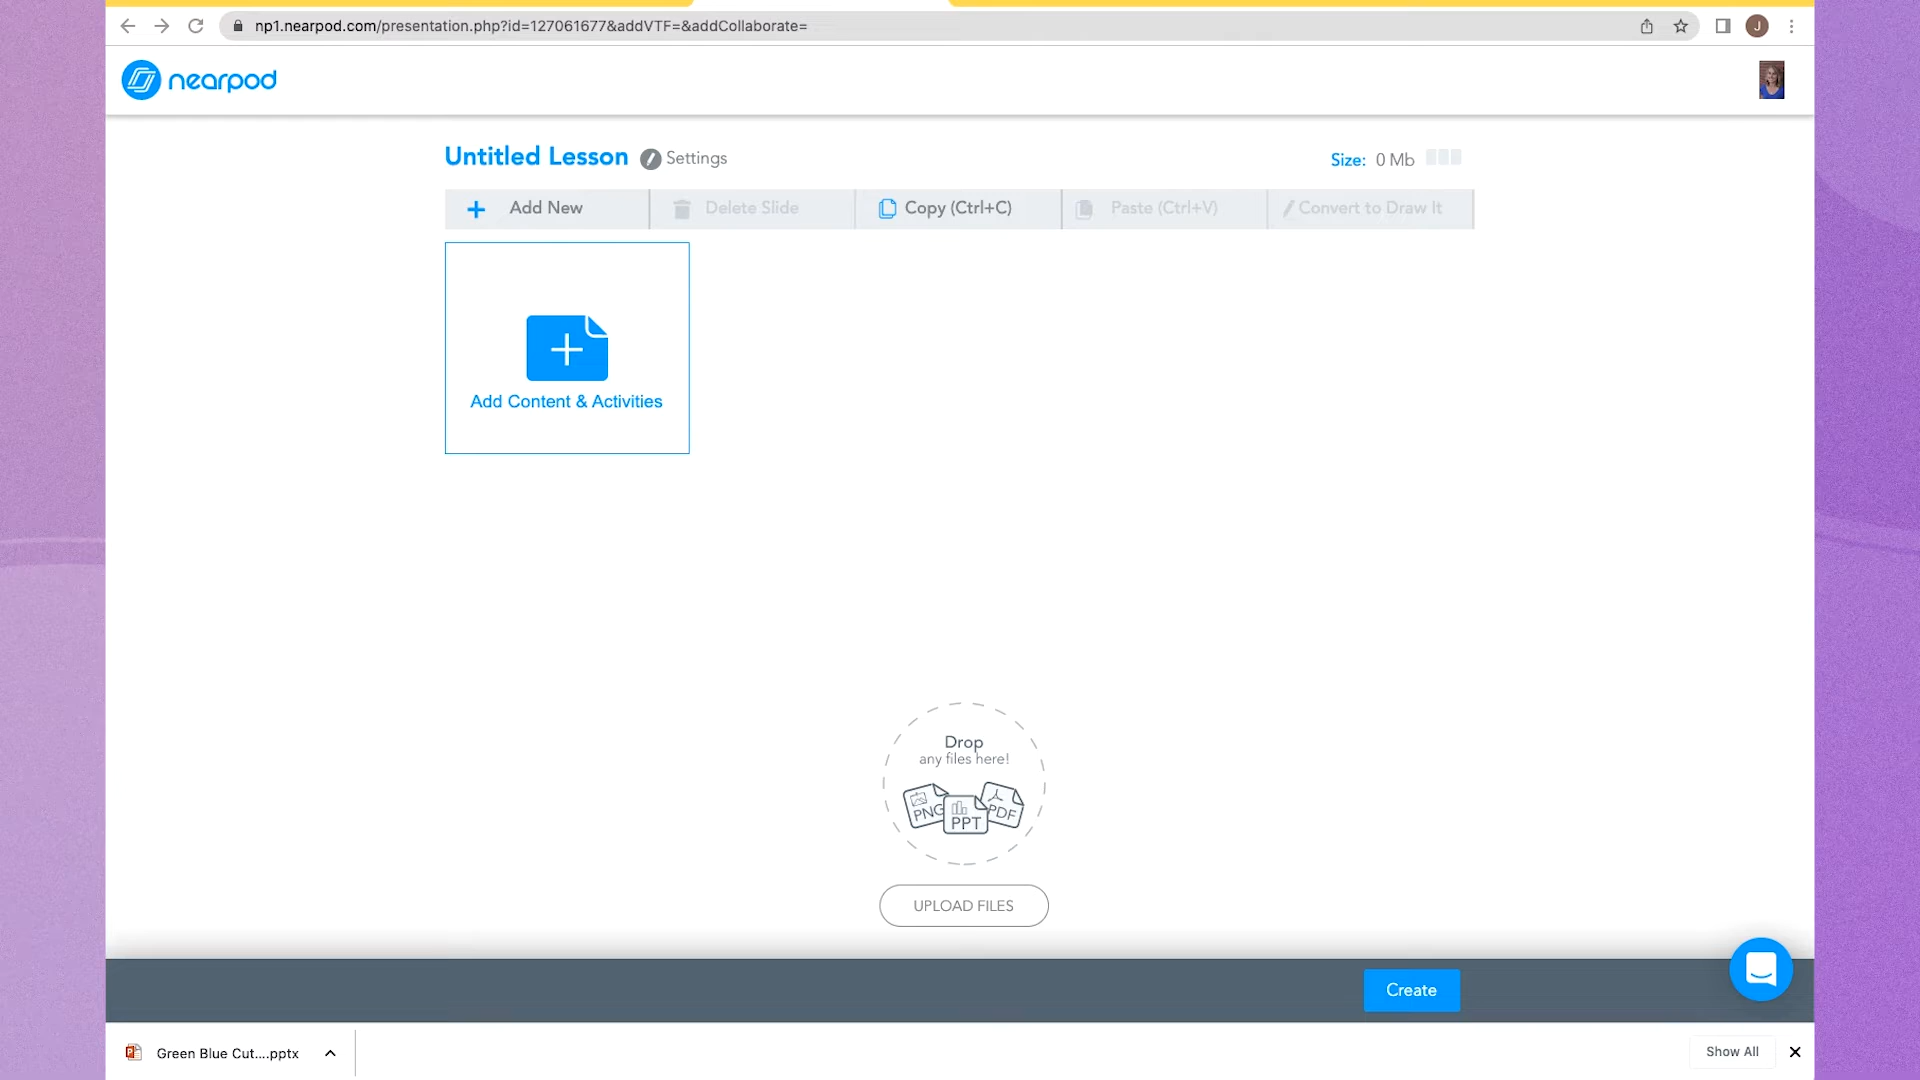 np1.nearpod.com/presentation.php?id=127061677&addVTF=&addCollaborate=
J
nearpod
Untitled Lesson Settings
Size: 0 Mb
Add New Delete Slide Copy (Ctrl+C) Paste (Ctrl+V) Convert to Draw It
Add Content & Activities
Drop
any files here!
PNG PPT PDF
UPLOAD FILES
Create
Green Blue Cut....pptx
Show All